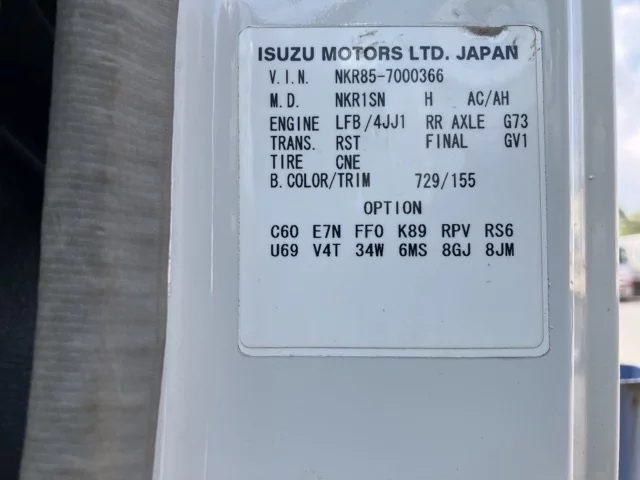 ISUZU MOTORS LTD. JAPAN
V.I.N. NKR85-7000366
M.D. NKR1SN H AC/AH
ENGINE LFB/4JJ1 RR AXLE G73
TRANS. RST FINAL GV1
TIRE CNE
B.COLOR/TRIM 729/155
OPTION
C60 E7N FF0 K89 RPV RS6
U69 V4T 34W 6MS 8GJ 8JM